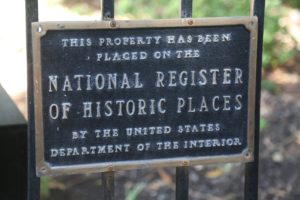 THIS PROPERTY HAS BEEN
PLACED ON THE
NATIONAL REGISTER
OF HISTORIC PLACES
BY THE UNITED STATES
DEPARTMENT OF THE INTERIOR